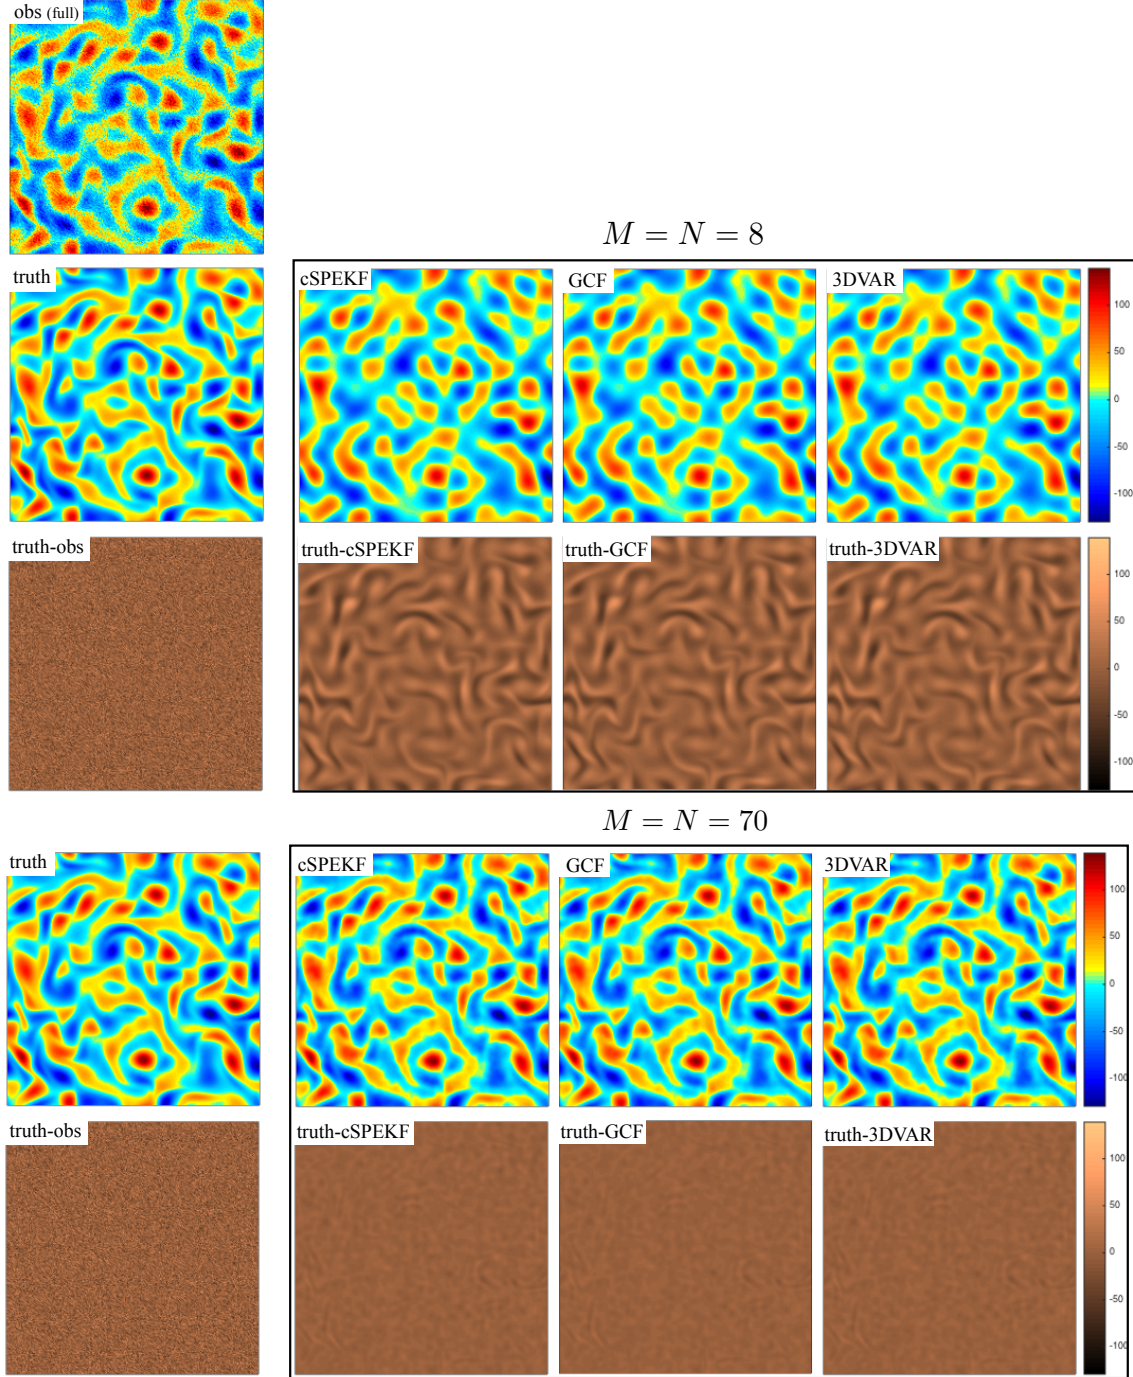 obs (full)
M = N = 8
truth
cSPEKF
GCF
3DVAR
100
50
0
-50
-100
truth-obs
truth-cSPEKF
truth-GCF
truth-3DVAR
100
50
0
-50
-100
M = N = 70
truth
cSPEKF
GCF
3DVAR
100
50
0
-50
-100
truth-obs
truth-cSPEKF
truth-GCF
truth-3DVAR
100
50
0
-50
-100